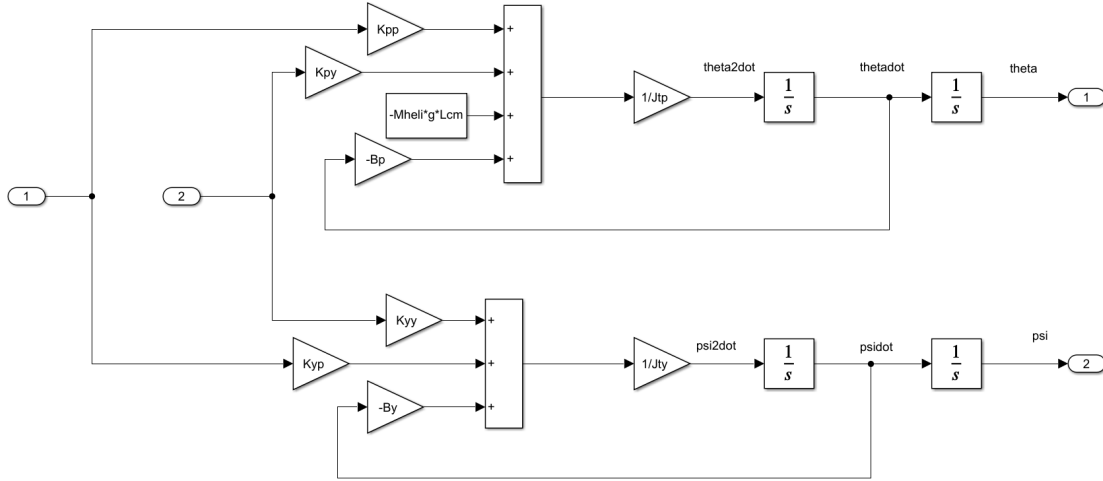 Kpp
+
Kpy
+
-Mheli*g*Lcm
+
-Bp
+
1/Jtp
theta2dot
1
s
thetadot
1
s
theta
1
1
2
Kyy
+
Kyp
+
-By
+
1/Jty
psi2dot
1
s
psidot
1
s
psi
2